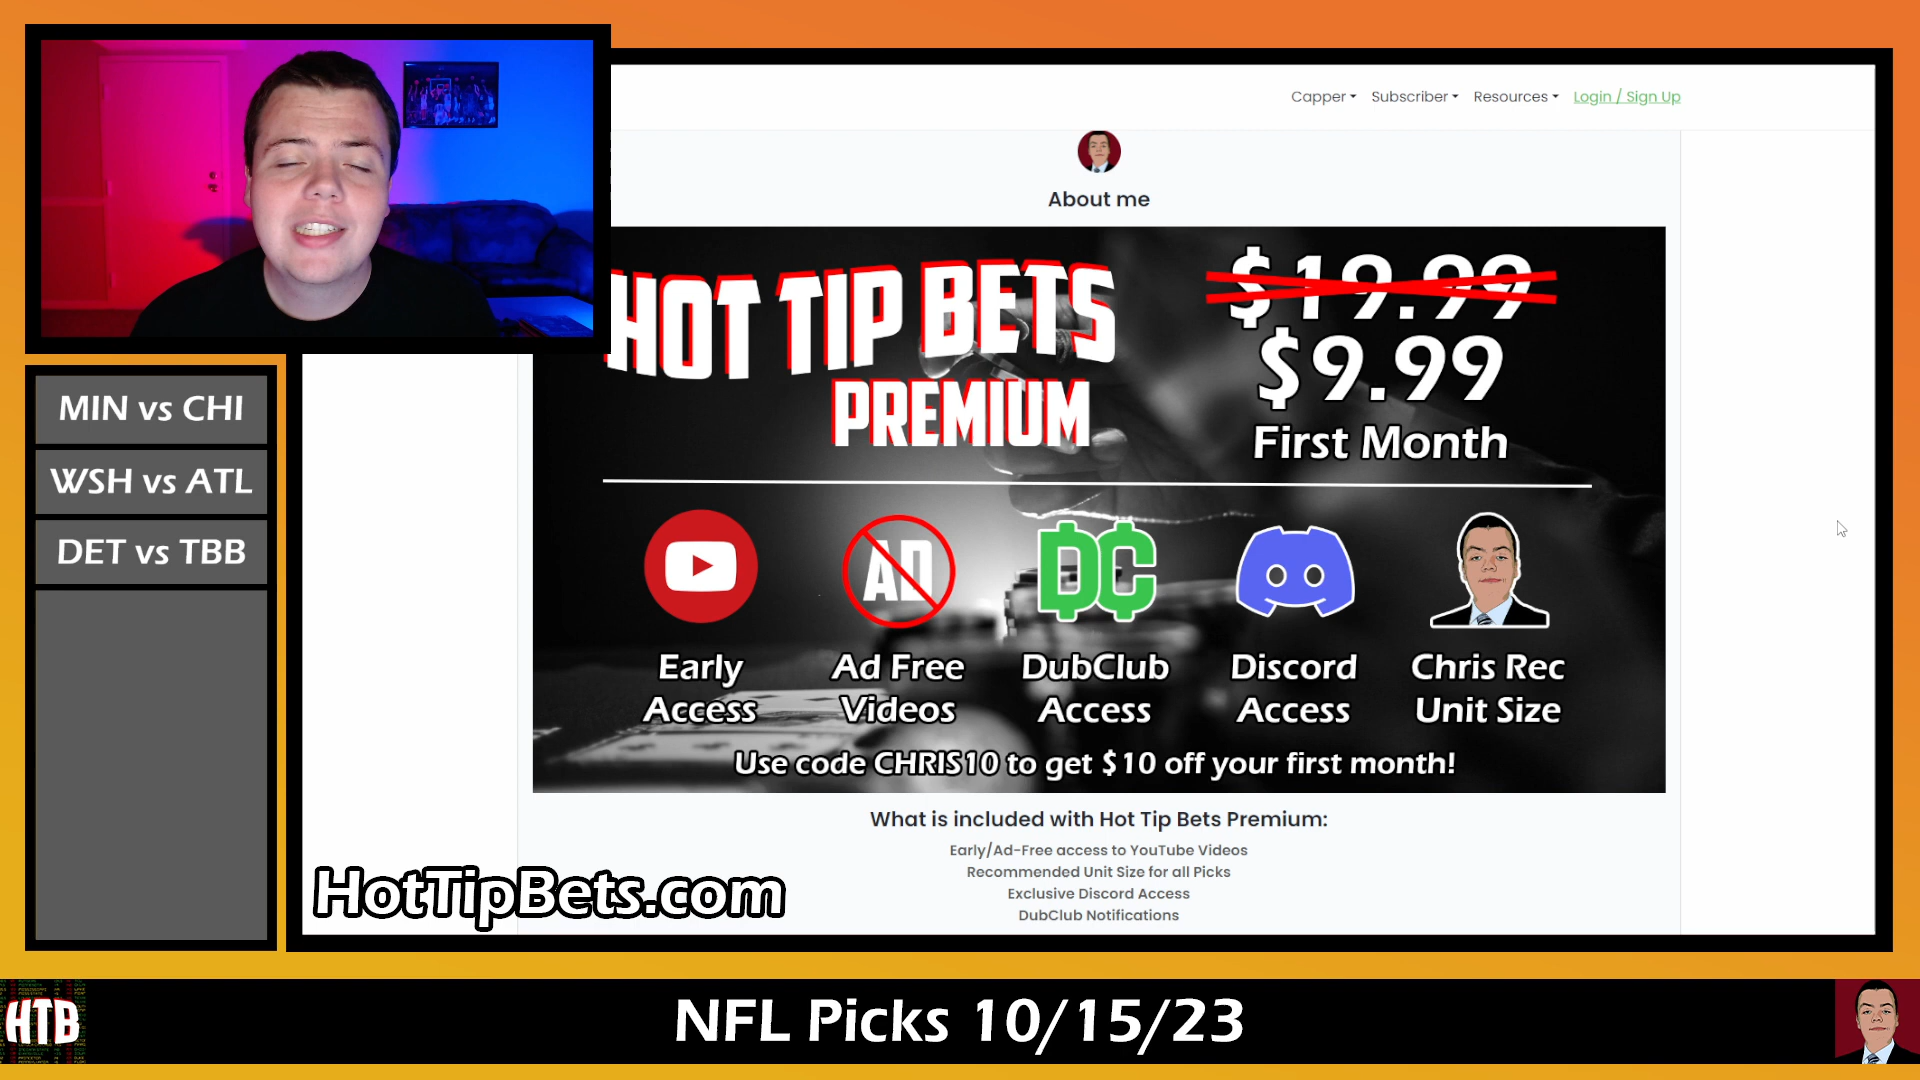 Capper
Subscriber
Resources
Login / Sign Up
About me
HOT TIP BETS
PREMIUM
$19.99
$9.99
First Month
AD
DC
Early
Access
Ad Free
Videos
DubClub
Access
Discord
Access
Chris Rec
Unit Size
Use code CHRIS10 to get $10 off your first month!
What is included with Hot Tip Bets Premium:
Early/Ad-Free access to YouTube Videos
Recommended Unit Size for all Picks
Exclusive Discord Access
DubClub Notifications
MIN vs CHI
WSH vs ATL
DET vs TBB
HotTipBets.com
HTB
NFL Picks 10/15/23